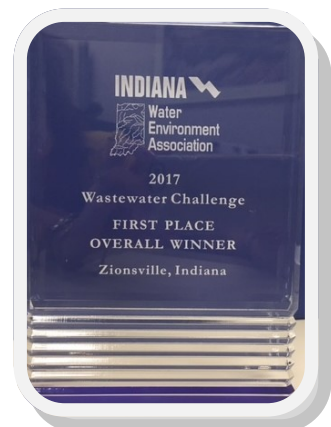 INDIANA
Water
Environment
Association
2017
Wastewater Challenge
FIRST PLACE
OVERALL WINNER
Zionsville, Indiana